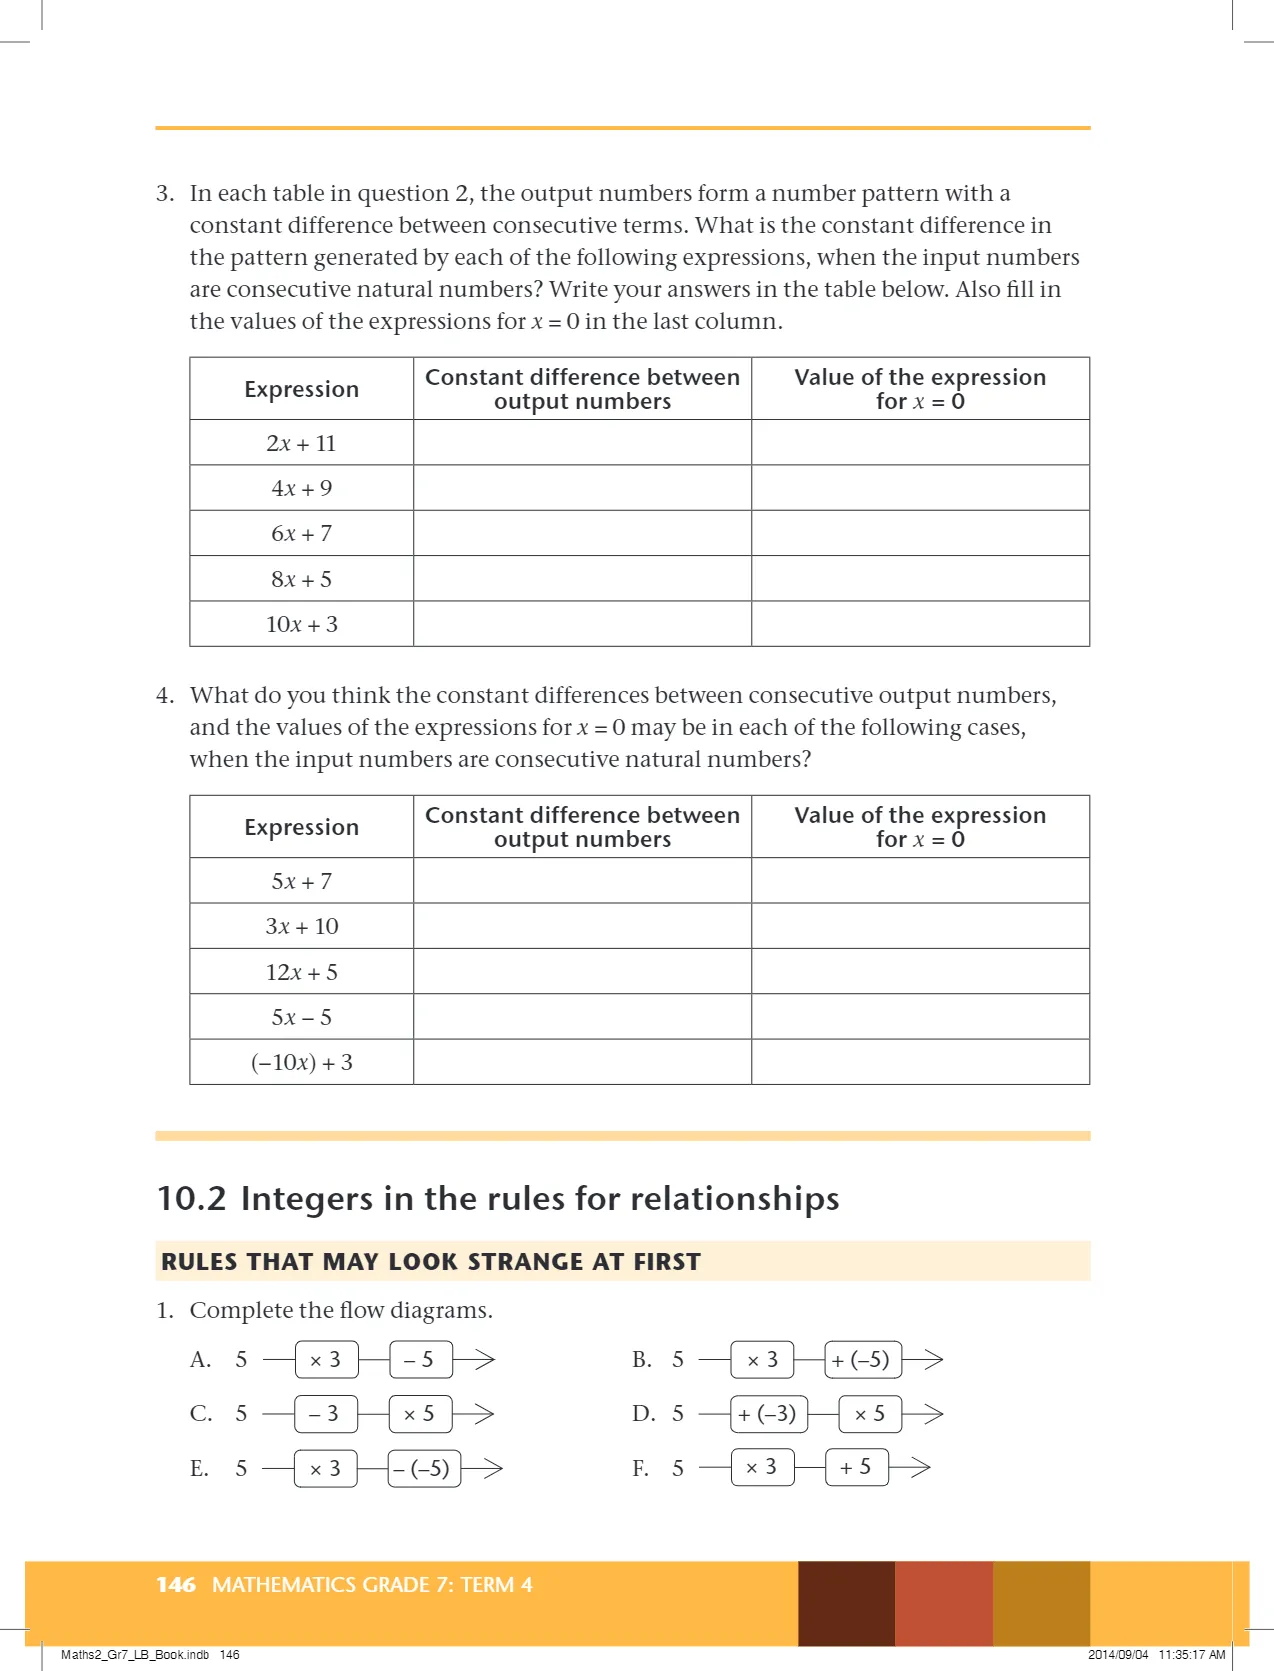 3. In each table in question 2, the output numbers form a number pattern with a
constant difference between consecutive terms. What is the constant difference in
the pattern generated by each of the following expressions, when the input numbers
are consecutive natural numbers? Write your answers in the table below. Also fill in
the values of the expressions for x = 0 in the last column.
Expression Constant difference between output numbers Value of the expression for x = 0
2x + 11
4x + 9
6x + 7
8x + 5
10x + 3
4. What do you think the constant differences between consecutive output numbers,
and the values of the expressions for x = 0 may be in each of the following cases,
when the input numbers are consecutive natural numbers?
Expression Constant difference between output numbers Value of the expression for x = 0
5x + 7
3x + 10
12x + 5
5x – 5
(–10x) + 3
10.2 Integers in the rules for relationships
RULES THAT MAY LOOK STRANGE AT FIRST
1. Complete the flow diagrams.
A. 5 × 3 – 5 B. 5 × 3 + (–5)
C. 5 – 3 × 5 D. 5 + (–3) × 5
E. 5 × 3 – (–5) F. 5 × 3 + 5
146 MATHEMATICS GRADE 7: TERM 4
Maths2_Gr7_LB_Book.indb 146 2014/09/04 11:35:17 AM